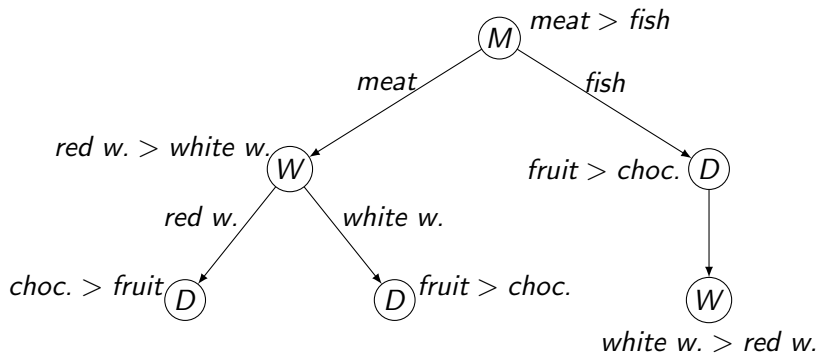 M meat > fish
meat fish
red w. > white w. W fruit > choc. D
red w. white w.
choc. > fruit D D fruit > choc. W
white w. > red w.